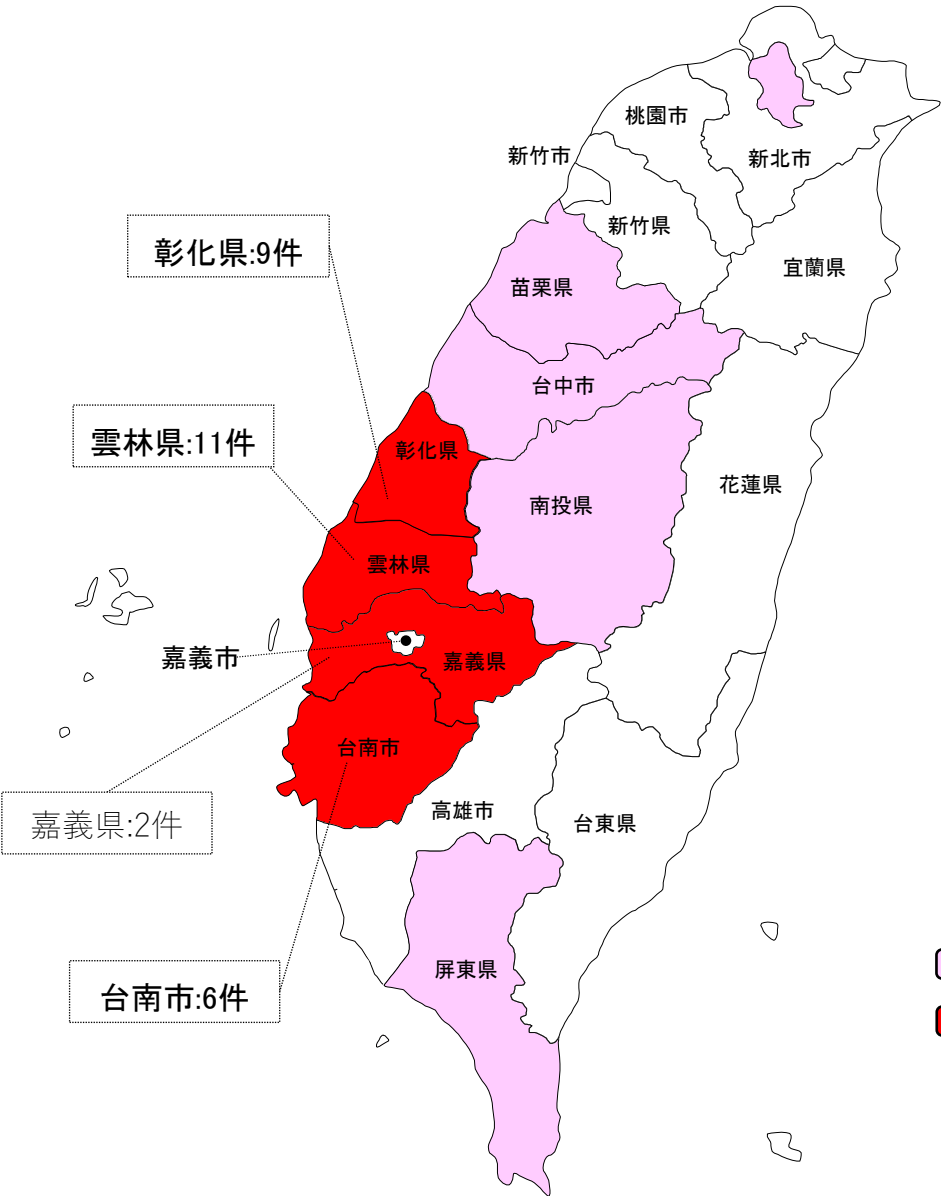 桃園市
新竹市
新北市
新竹県
彰化県:9件
宜蘭県
苗栗県
台中市
雲林県:11件
彰化県
花蓮県
南投県
雲林県
嘉義市
嘉義県
台南市
高雄市
嘉義県:2件
台東県
屏東県
台南市:6件